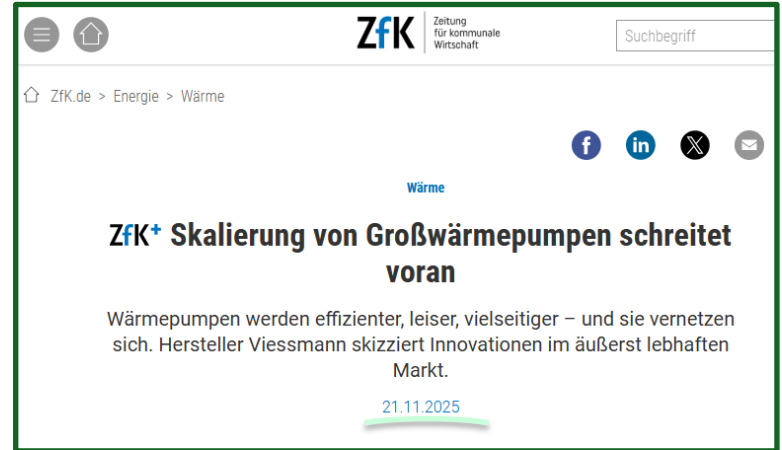 ZfK
Zeitung
für kommunale
Wirtschaft
Suchbegriff
ZfK.de > Energie > Wärme
f in X
Wärme
ZfK+ Skalierung von Großwärmepumpen schreitet
voran
Wärmepumpen werden effizienter, leiser, vielseitiger – und sie vernetzen
sich. Hersteller Viessmann skizziert Innovationen im äußerst lebhaften
Markt.
21.11.2025